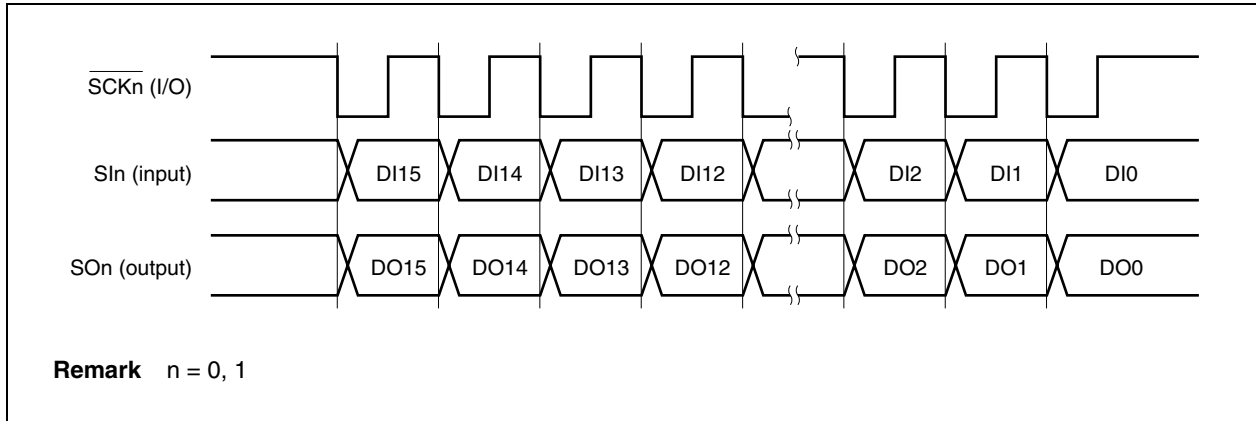 SCKn (I/O)
SIn (input) DI15 DI14 DI13 DI12 DI2 DI1 DI0
SOn (output) DO15 DO14 DO13 DO12 DO2 DO1 DO0
Remark n = 0, 1